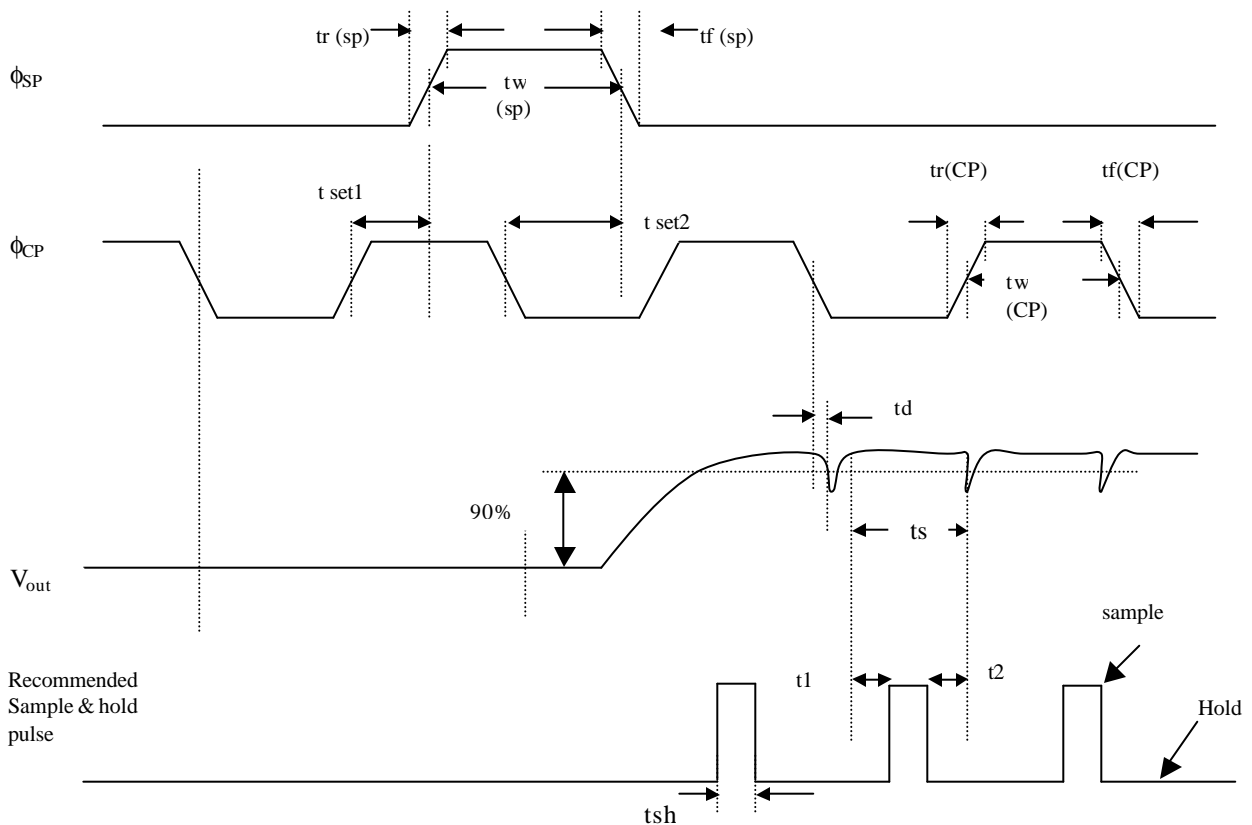 tr (sp)
tf (sp)
ϕSP
tw
(sp)
tr(CP)
tf(CP)
t set1
t set2
ϕCP
tw
(CP)
td
90%
ts
Vout
sample
Recommended
Sample & hold
pulse
t1
t2
Hold
tsh